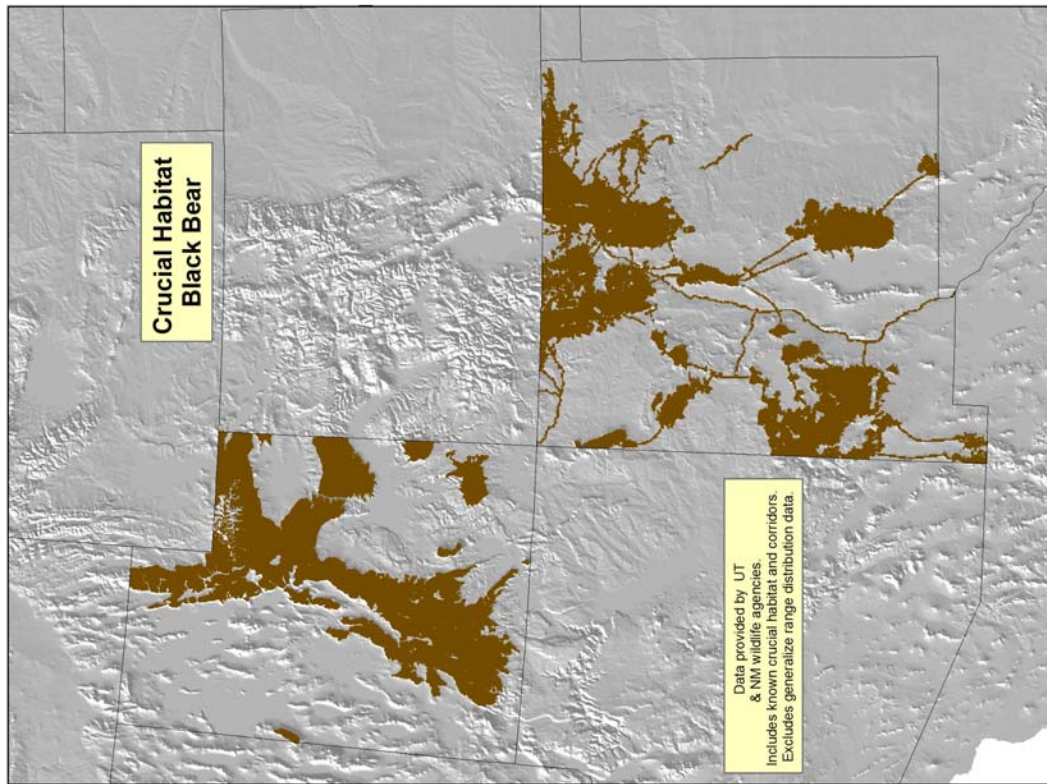 Crucial Habitat
Black Bear
Data provided by UT
& NM wildlife agencies.
Includes known crucial habitat and corridors.
Excludes generalize range distribution data.